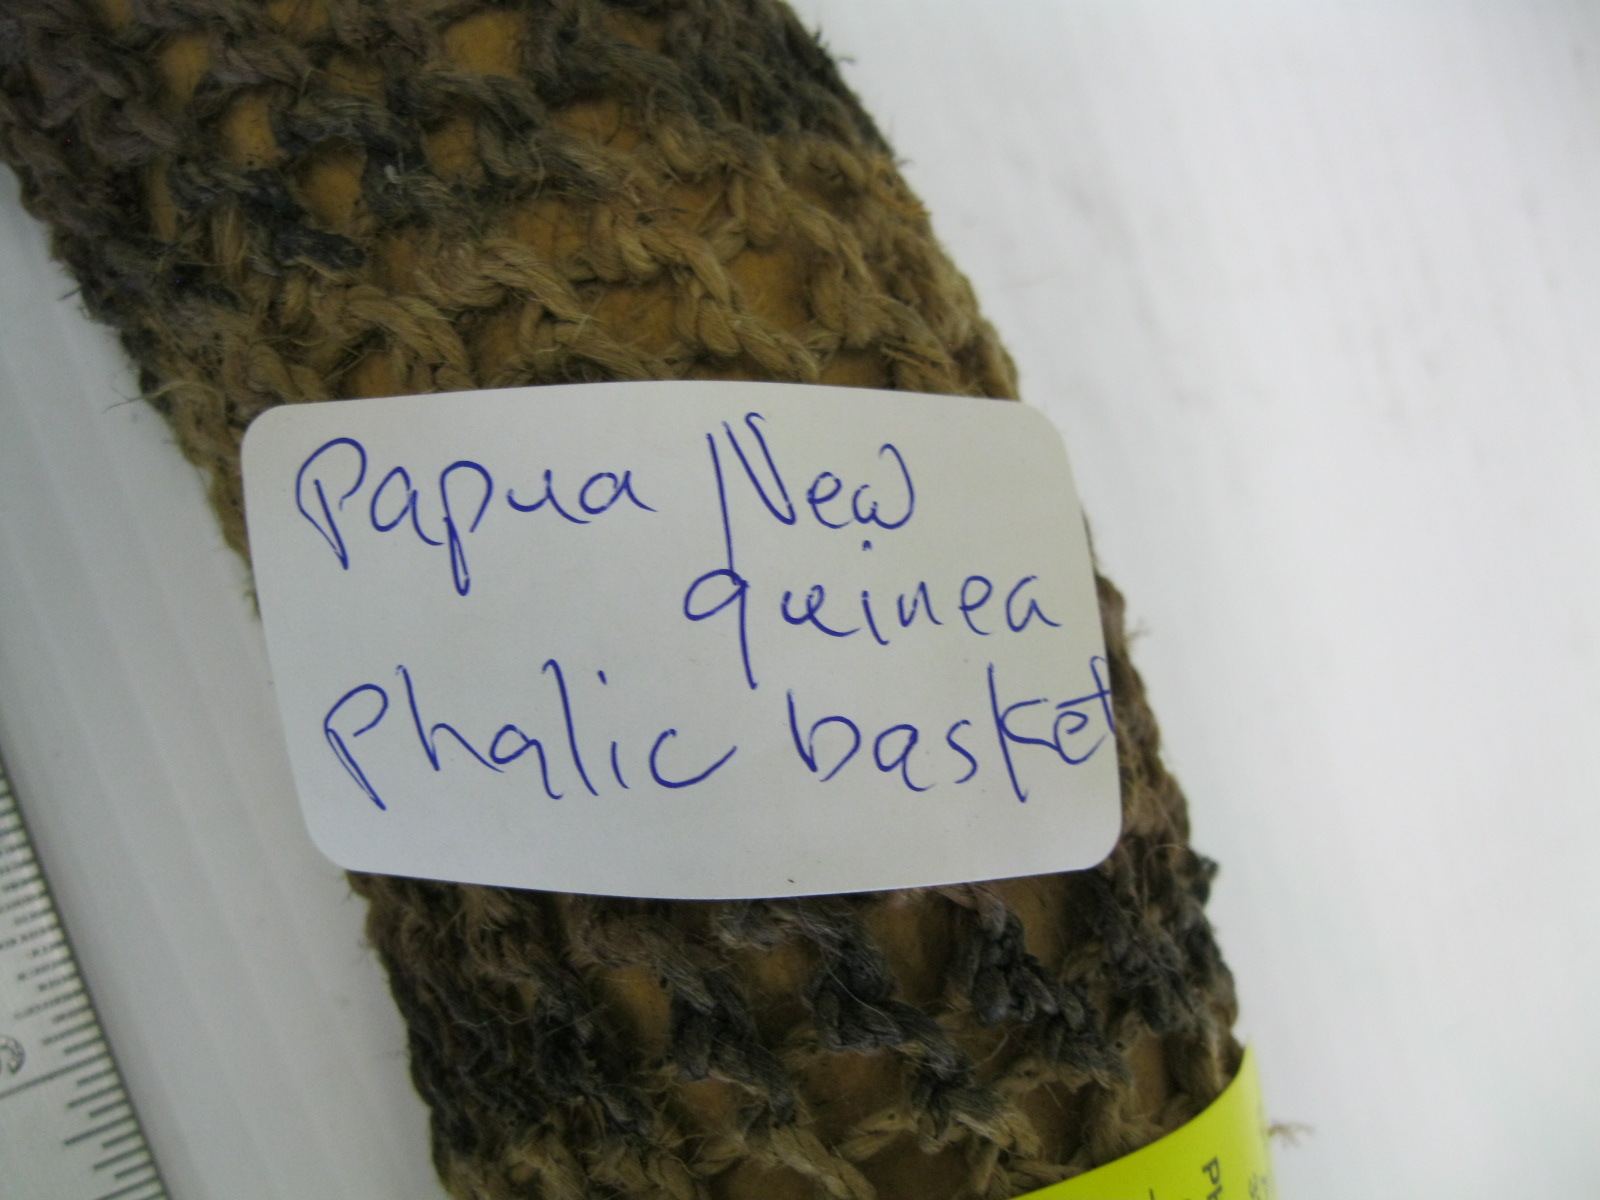 Papua New
guinea
Phalic basket